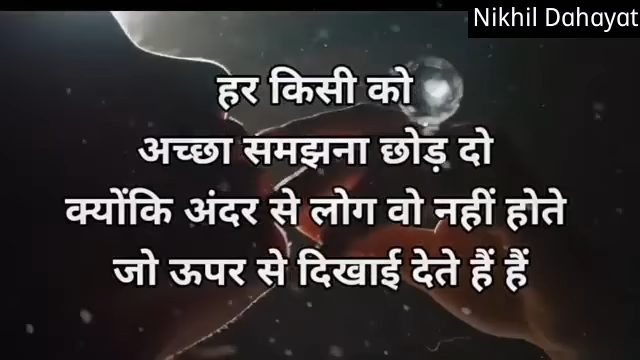 Nikhil Dahayat
हर किसी को
अच्छा समझना छोड़ दो
क्योंकि अंदर से लोग वो नहीं होते
जो ऊपर से दिखाई देते हैं हैं